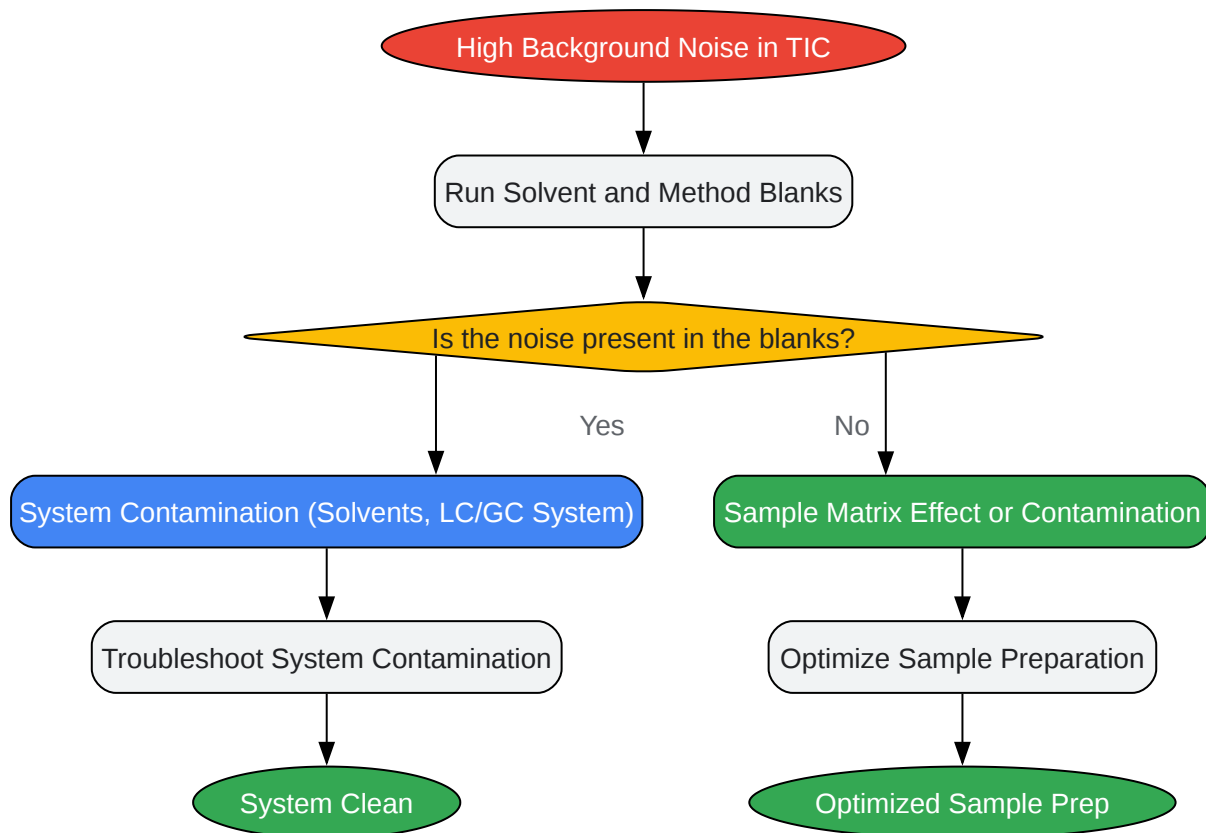 High Background Noise in TIC
Run Solvent and Method Blanks
Is the noise present in the blanks?
Yes
No
System Contamination (Solvents, LC/GC System)
Sample Matrix Effect or Contamination
Troubleshoot System Contamination
Optimize Sample Preparation
System Clean
Optimized Sample Prep